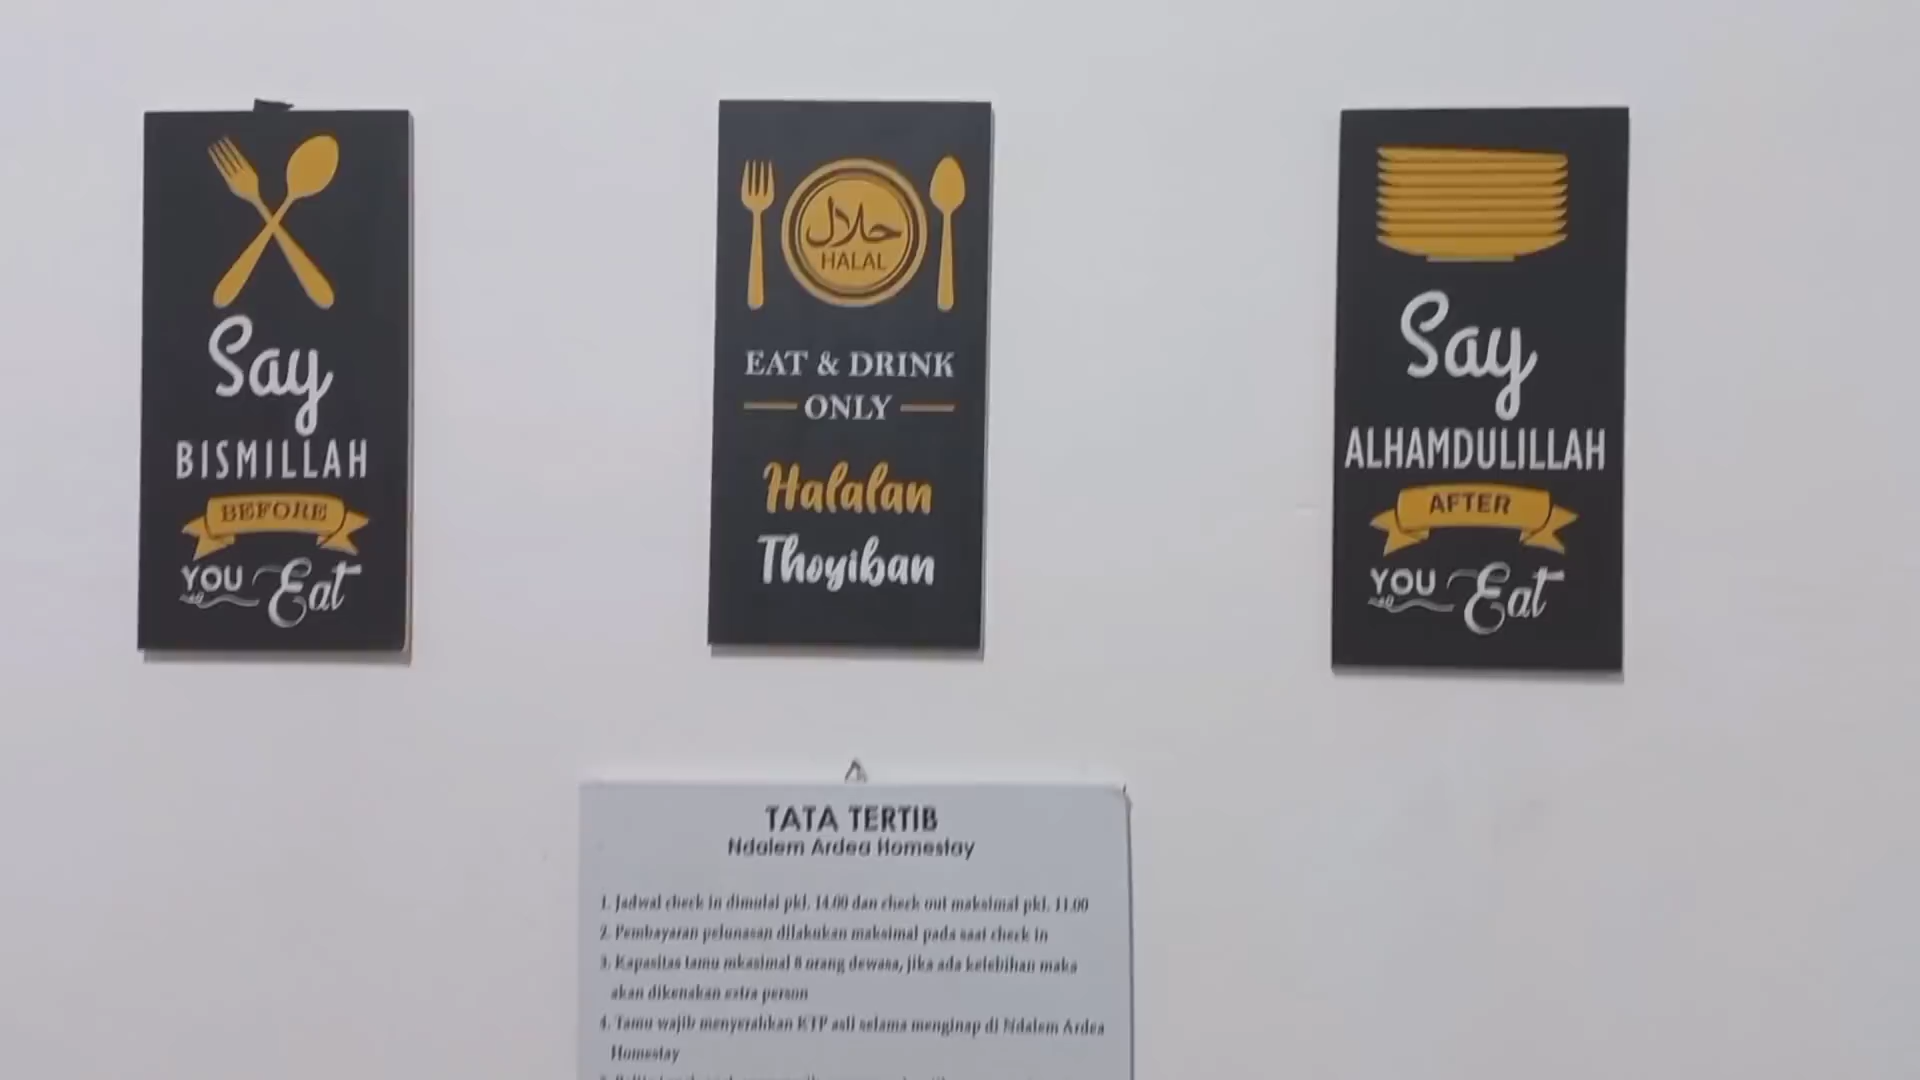 Say
BISMILLAH
BEFORE
YOU Eat
حلال
HALAL
EAT & DRINK
ONLY
Halalan
Thoyiban
Say
ALHAMDULILLAH
AFTER
YOU Eat
TATA TERTIB
Ndalem Ardea Homestay
1. Jadwal check in dimulai pkl. 14.00 dan check out maksimal pkl. 11.00
2. Pembayaran pelunasan dilakukan maksimal pada saat check in
3. Kapasitas tamu mkasimal 8 orang dewasa, jika ada kelebihan maka
akan dikenakan extra person
4. Tamu wajib menyerahkan KTP asli selama menginap di Ndalem Ardea
Homestay